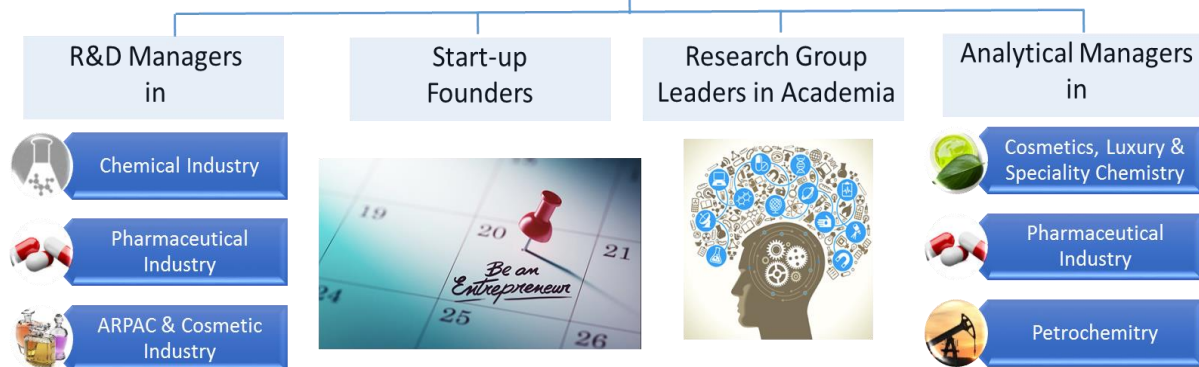 R&D Managers
in
Chemical Industry
Pharmaceutical
Industry
ARPAC & Cosmetic
Industry
Start-up
Founders
19
20
21
Be an
Entrepreneur
24
25
26
Research Group
Leaders in Academia
Analytical Managers
in
Cosmetics, Luxury &
Speciality Chemistry
Pharmaceutical
Industry
Petrochemitry